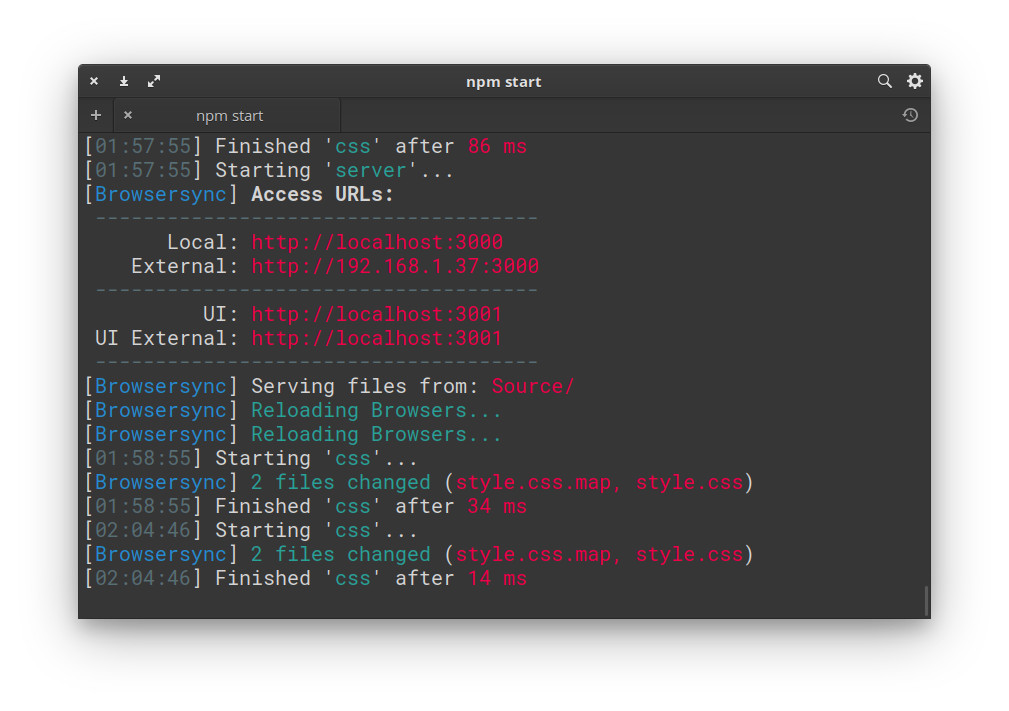 npm start
npm start
[01:57:55] Finished 'css' after 86 ms
[01:57:55] Starting 'server'...
[Browsersync] Access URLs:
-------------------------------------
Local: http://localhost:3000
External: http://192.168.1.37:3000
-------------------------------------
UI: http://localhost:3001
UI External: http://localhost:3001
-------------------------------------
[Browsersync] Serving files from: Source/
[Browsersync] Reloading Browsers...
[Browsersync] Reloading Browsers...
[01:58:55] Starting 'css'...
[Browsersync] 2 files changed (style.css.map, style.css)
[01:58:55] Finished 'css' after 34 ms
[02:04:46] Starting 'css'...
[Browsersync] 2 files changed (style.css.map, style.css)
[02:04:46] Finished 'css' after 14 ms